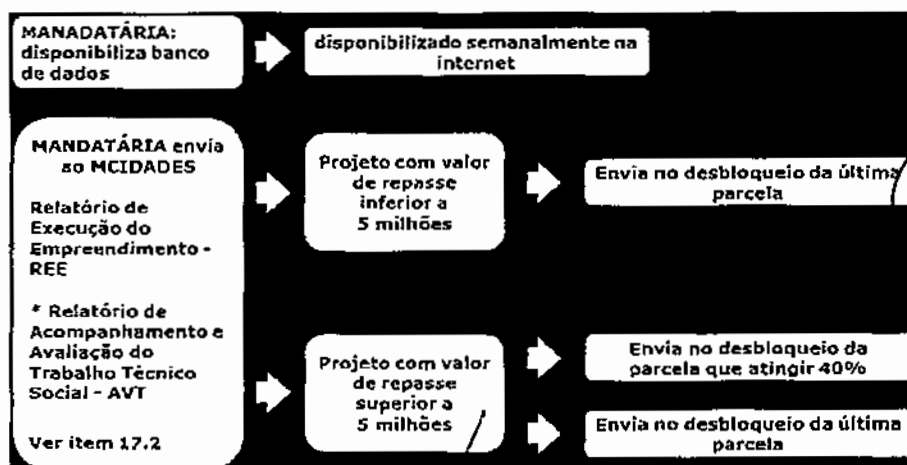 MANADATÁRIA:
disponibiliza banco
de dados
disponibilizado semanalmente na
internet
MANDATÁRIA envia
ao MCIDADES
Relatório de
Execução do
Empreendimento -
REE
* Relatório de
Acompanhamento e
Avaliação do
Trabalho Técnico
Social - AVT
Ver item 17.2
Projeto com valor
de repasse
inferior a
5 milhões
Envia no desbloqueio da última
parcela
Projeto com valor
de repasse
superior a
5 milhões
Envia no desbloqueio da
parcela que atingir 40%
Envia no desbloqueio da última
parcela